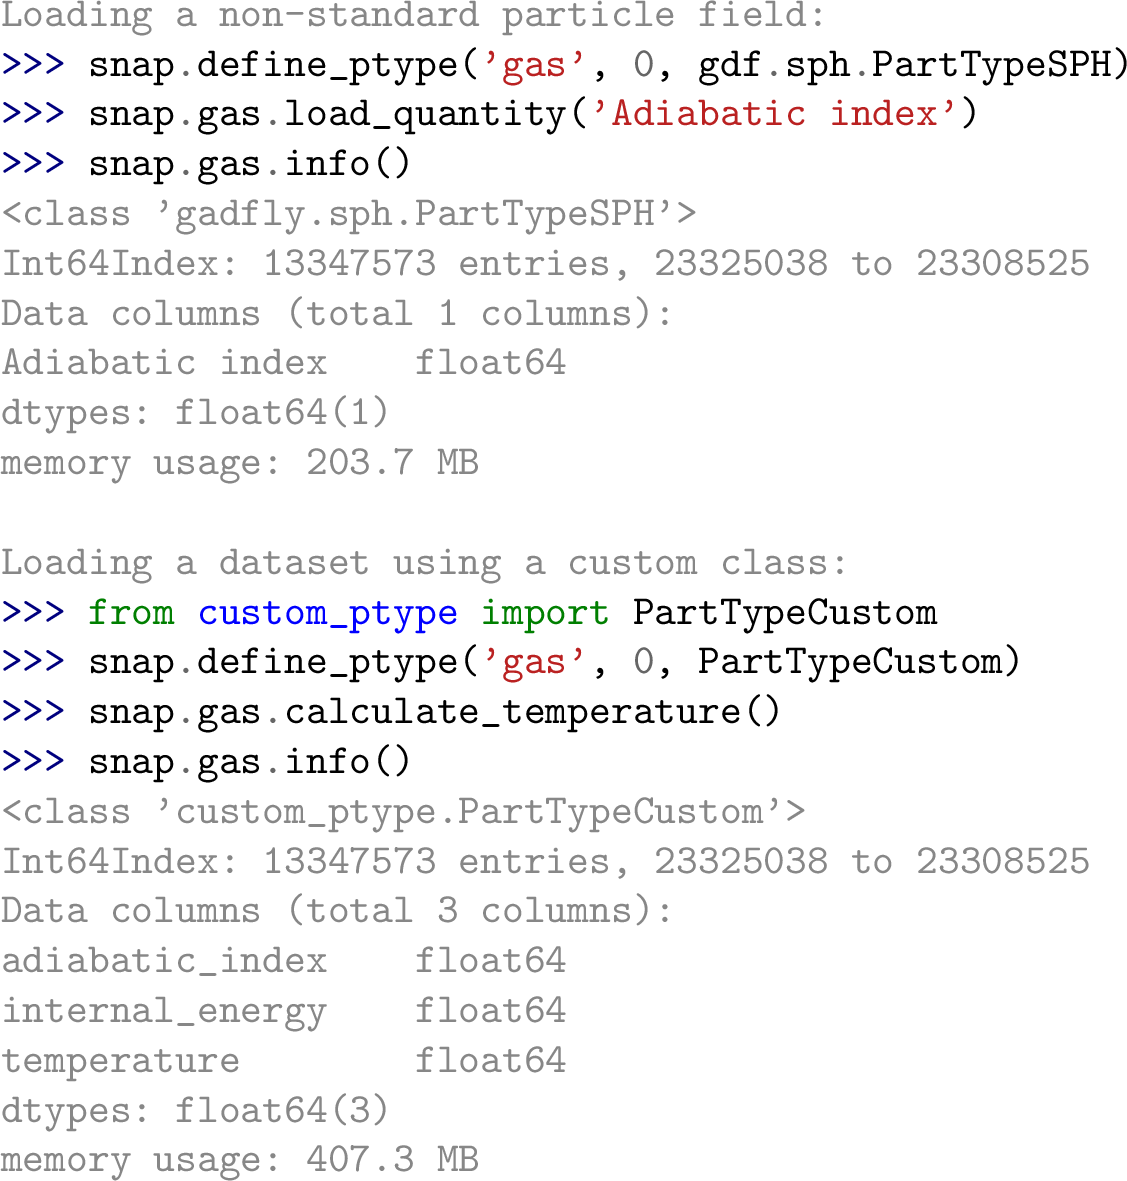 Loading a non-standard particle field:
>>> snap.define_ptype('gas', 0, gdf.sph.PartTypeSPH)
>>> snap.gas.load_quantity('Adiabatic index')
>>> snap.gas.info()
<class 'gadfly.sph.PartTypeSPH'>
Int64Index: 13347573 entries, 23325038 to 23308525
Data columns (total 1 columns):
Adiabatic index    float64
dtypes: float64(1)
memory usage: 203.7 MB

Loading a dataset using a custom class:
>>> from custom_ptype import PartTypeCustom
>>> snap.define_ptype('gas', 0, PartTypeCustom)
>>> snap.gas.calculate_temperature()
>>> snap.gas.info()
<class 'custom_ptype.PartTypeCustom'>
Int64Index: 13347573 entries, 23325038 to 23308525
Data columns (total 3 columns):
adiabatic_index    float64
internal_energy    float64
temperature        float64
dtypes: float64(3)
memory usage: 407.3 MB